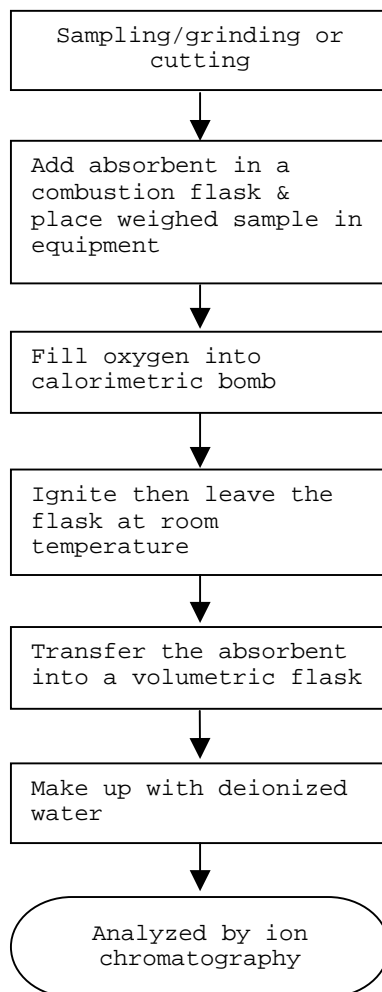 Sampling/grinding or
cutting
Add absorbent in a
combustion flask &
place weighed sample in
equipment
Fill oxygen into
calorimetric bomb
Ignite then leave the
flask at room
temperature
Transfer the absorbent
into a volumetric flask
Make up with deionized
water
Analyzed by ion
chromatography